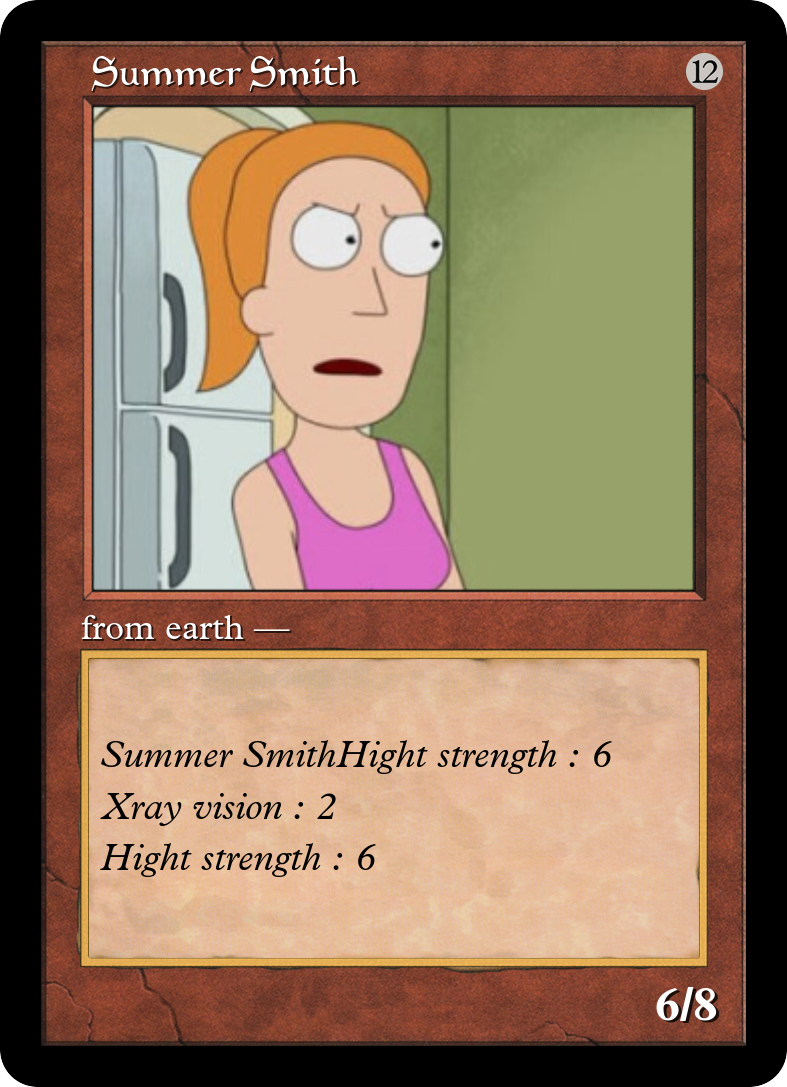 Summer Smith 12
from earth —
Summer SmithHight strength : 6
Xray vision : 2
Hight strength : 6
6/8